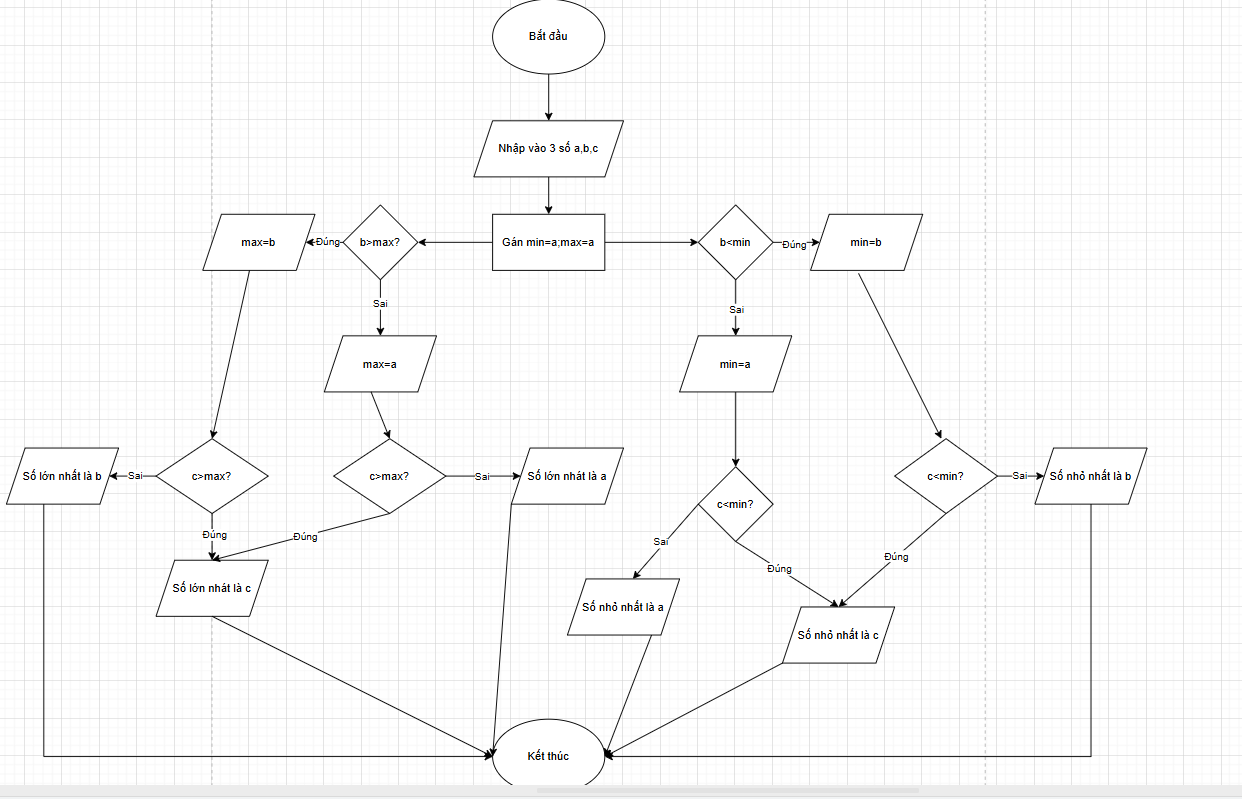 Bắt đầu
Nhập vào 3 số a,b,c
max=b
Đúng
b>max?
Gán min=a;max=a
b<min
Đúng
min=b
Sai
Sai
max=a
min=a
Số lớn nhất là b
Sai
c>max?
c>max?
Sai
Số lớn nhát là a
c<min?
c<min?
Sai
Số nhỏ nhất là b
Đúng
Đúng
Sai
Đúng
Đúng
Số lớn nhát là c
Số nhỏ nhất là a
Số nhỏ nhất là c
Kết thúc